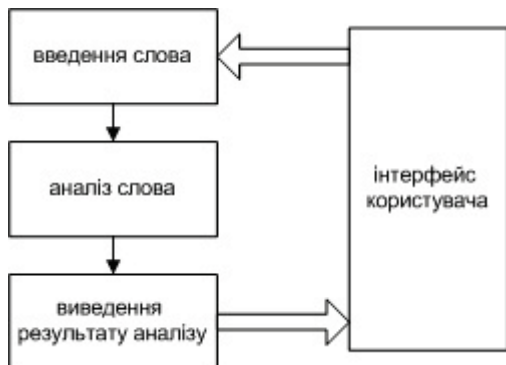 введення слова
аналіз слова
виведення
результату аналізу
інтерфейс
користувача